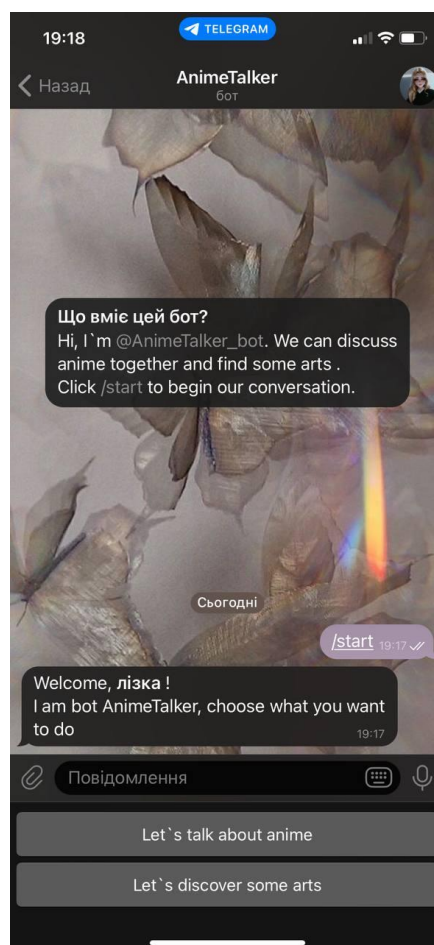 19:18
TELEGRAM
Назад
AnimeTalker
бот
Що вміє цей бот?
Hi, I`m @AnimeTalker_bot. We can discuss
anime together and find some arts .
Click /start to begin our conversation.
Сьогодні
/start 19:17
Welcome, лізка !
I am bot AnimeTalker, choose what you want
to do
19:17
Повідомлення
Let`s talk about anime
Let`s discover some arts